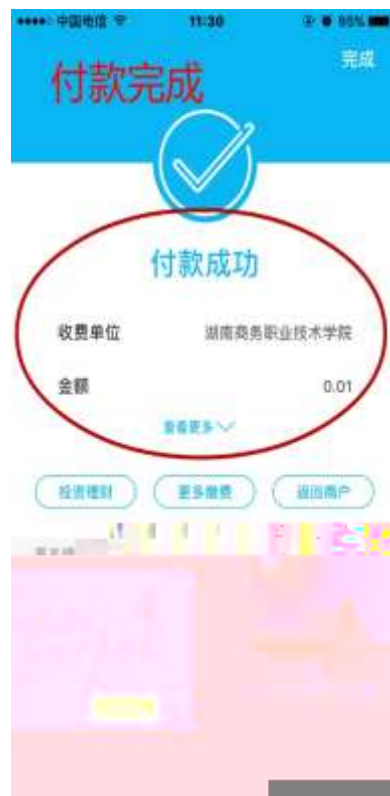 中国电信 11:30 95%
完成
付款完成
付款成功
收费单位 湖南商务职业技术学院
金额 0.01
查看更多
投资理财 更多缴费 返回商户